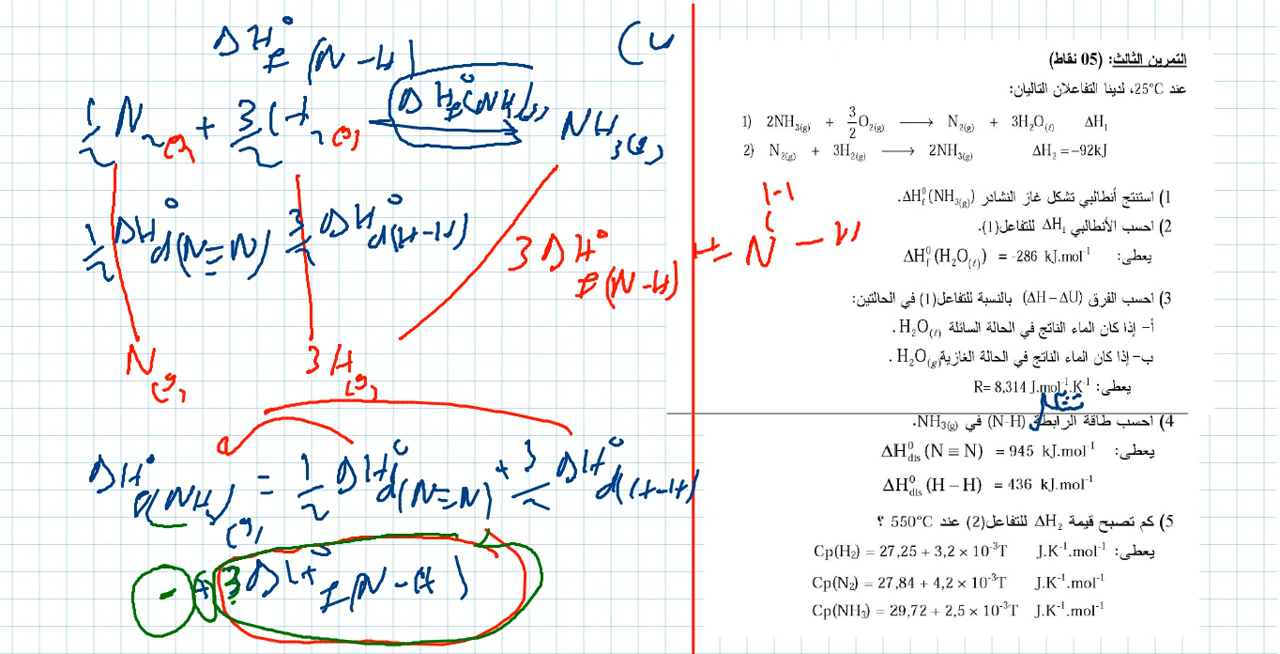 التمرين الثالث: (05 نقاط)
عند 25°C، لدينا التفاعلان التاليان:
1) 2NH3(g) + 3/2 O2(g) ⟶ N2(g) + 3H2O(ℓ) ΔH1
2) N2(g) + 3H2(g) ⟶ 2NH3(g) ΔH2 = −92kJ
1) استنتج أنطالبي تشكل غاز النشادر ΔHf0(NH3(g)).
2) احسب الأنطالبي ΔH1 للتفاعل(1).
يعطى: ΔHf0(H2O(ℓ)) = -286 kJ.mol-1
3) احسب الفرق (ΔH−ΔU) بالنسبة للتفاعل(1) في الحالتين:
أ- إذا كان الماء الناتج في الحالة السائلة H2O(ℓ).
ب- إذا كان الماء الناتج في الحالة الغازية H2O(g).
يعطى: R= 8,314 J.mol-1.K-1
تشكل
4) احسب طاقة الرابطة (N-H) في NH3(g).
يعطى: ΔHdis0(N ≡ N) = 945 kJ.mol-1
ΔHdis0(H − H) = 436 kJ.mol-1
5) كم تصبح قيمة ΔH2 للتفاعل(2) عند 550°C ؟
يعطى: Cp(H2) = 27,25 + 3,2 × 10-3T J.K-1.mol-1
Cp(N2) = 27,84 + 4,2 × 10-3T J.K-1.mol-1
Cp(NH3) = 29,72 + 2,5 × 10-3T J.K-1.mol-1
(4
ΔH°f(N-H)
1/2 N2(g) + 3/2 H2(g) ⟶ ΔH°f(NH3)(g) NH3(g)
1/2 ΔH°d(N≡N) 3/2 ΔH°d(H-H) 3ΔH°f(N-H)
H
H-N-H
N(g) 3H(g)
ΔH°f(NH3)(g) = 1/2 ΔH°d(N≡N) + 3/2 ΔH°d(H-H)
- + 3ΔH°f(N-H)